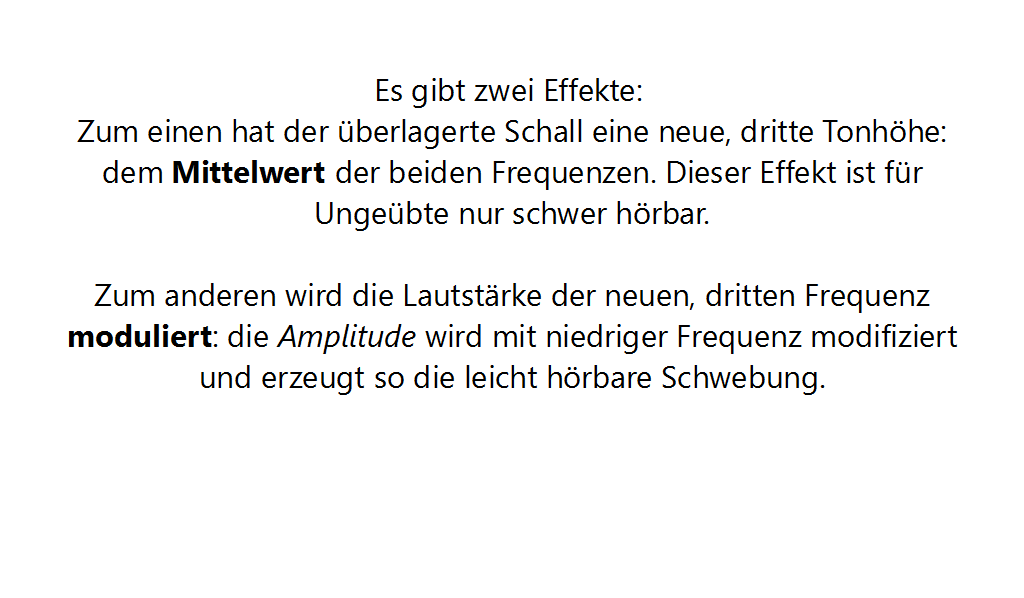 Es gibt zwei Effekte:
Zum einen hat der überlagerte Schall eine neue, dritte Tonhöhe:
dem Mittelwert der beiden Frequenzen. Dieser Effekt ist für
Ungeübte nur schwer hörbar.
Zum anderen wird die Lautstärke der neuen, dritten Frequenz
moduliert: die Amplitude wird mit niedriger Frequenz modifiziert
und erzeugt so die leicht hörbare Schwebung.